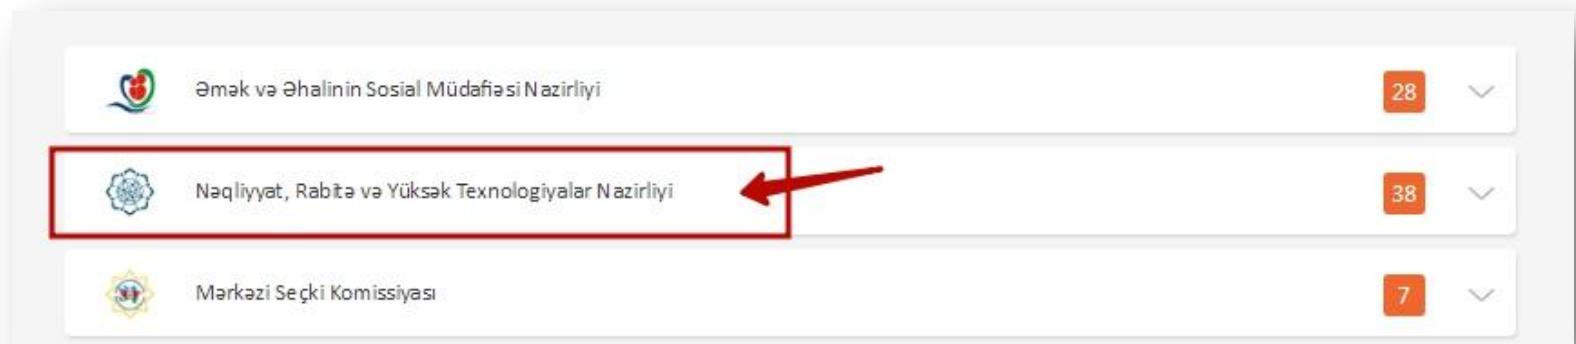 Əmək və Əhalinin Sosial Müdafiəsi Nazirliyi 28
Nəqliyyat, Rabitə və Yüksək Texnologiyalar Nazirliyi 38
Mərkəzi Seçki Komissiyası 7